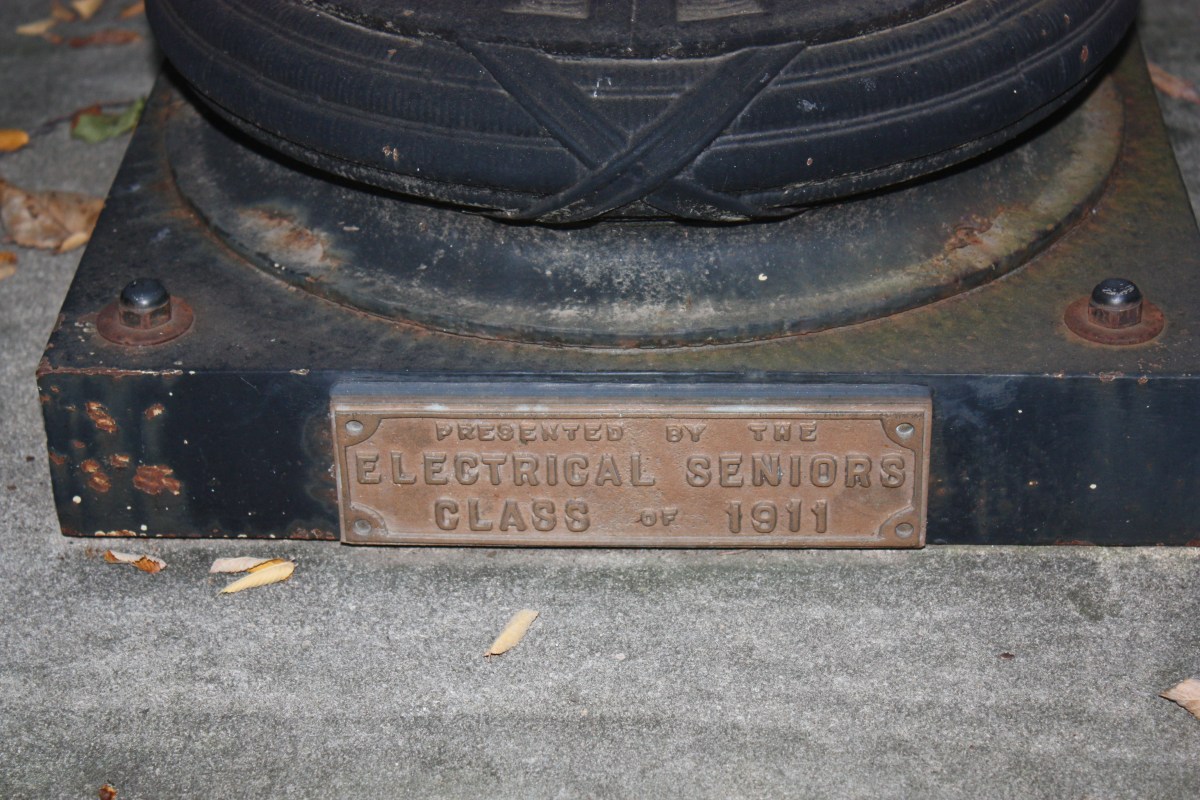 PRESENTED BY THE
ELECTRICAL SENIORS
CLASS OF 1911